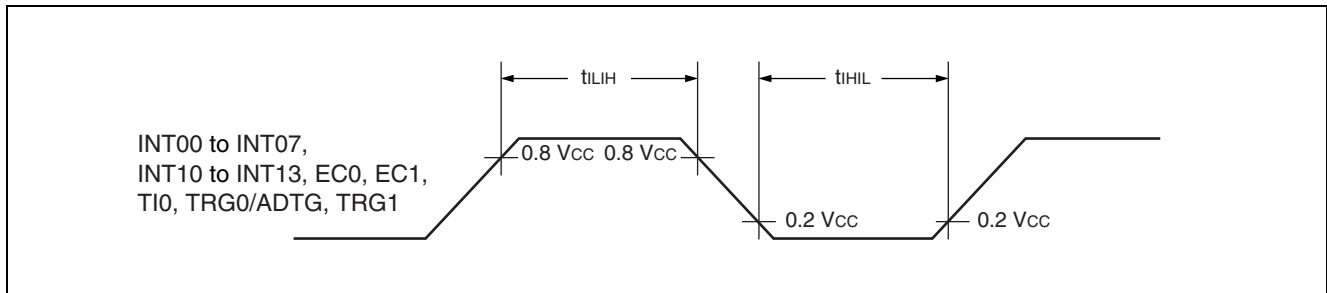 tILIH
tIHIL
INT00 to INT07,
INT10 to INT13, EC0, EC1,
TI0, TRG0/ADTG, TRG1
0.8 VCC 0.8 VCC
0.2 VCC
0.2 VCC